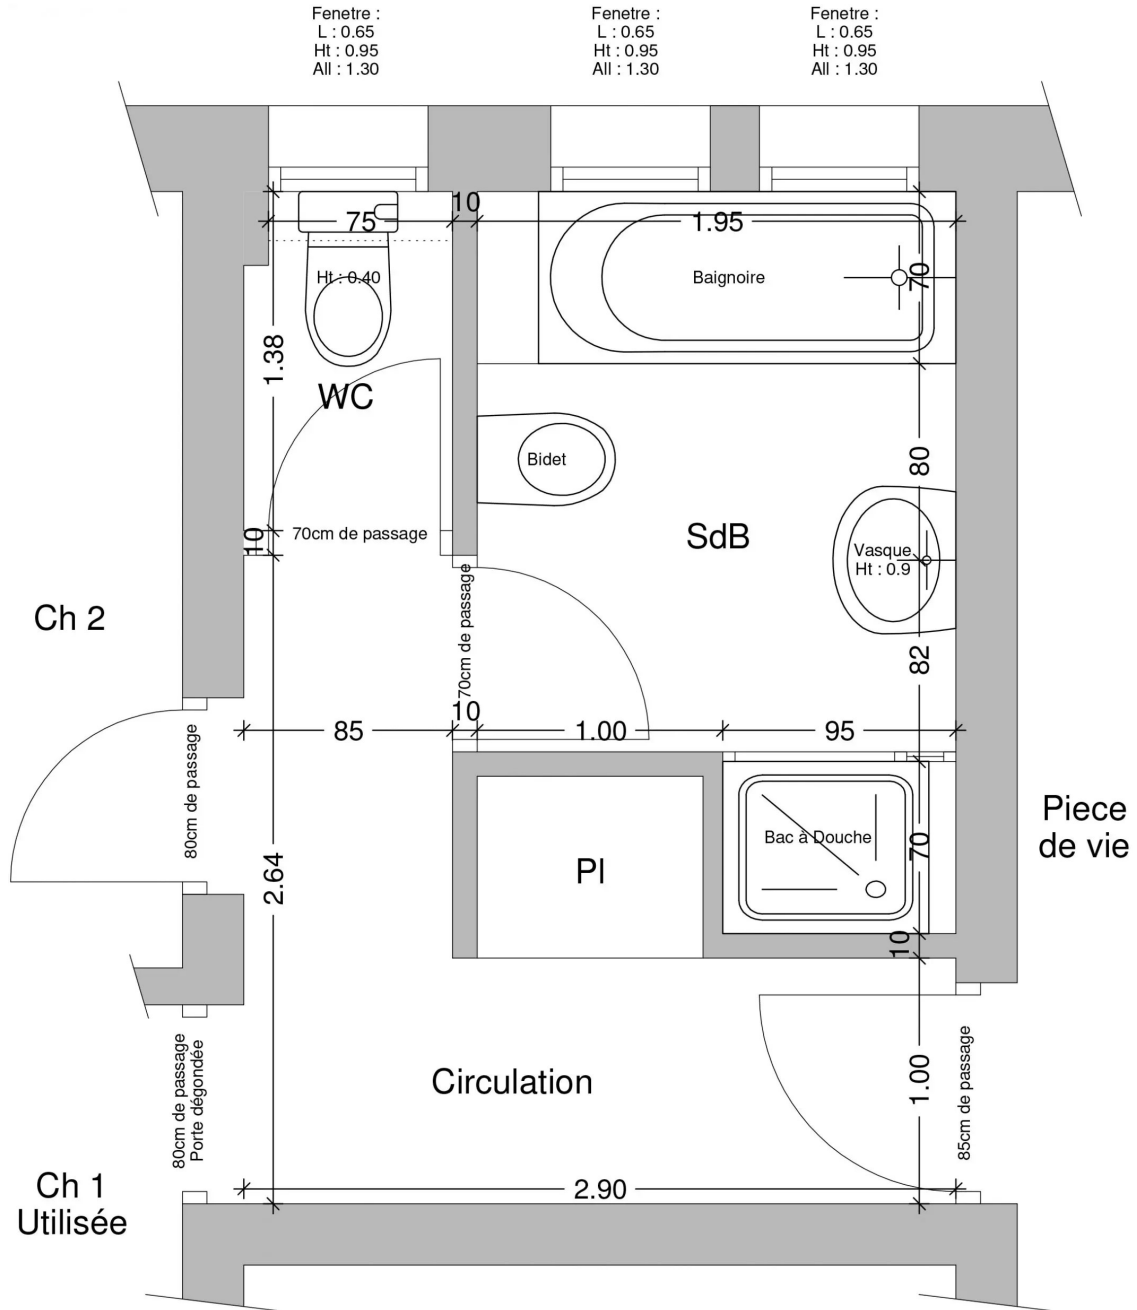 Fenetre :
L : 0.65
Ht : 0.95
All : 1.30
Fenetre :
L : 0.65
Ht : 0.95
All : 1.30
Fenetre :
L : 0.65
Ht : 0.95
All : 1.30
10
75
1.95
Ht : 0.40
Baignoire
70
1.38
WC
Bidet
80
10
70cm de passage
SdB
Vasque
Ht : 0.9
70cm de passage
Ch 2
82
10
85
1.00
95
80cm de passage
Piece
de vie
2.64
Pl
Bac à Douche
70
10
80cm de passage
Porte dégondée
Circulation
1.00
85cm de passage
Ch 1
Utilisée
2.90